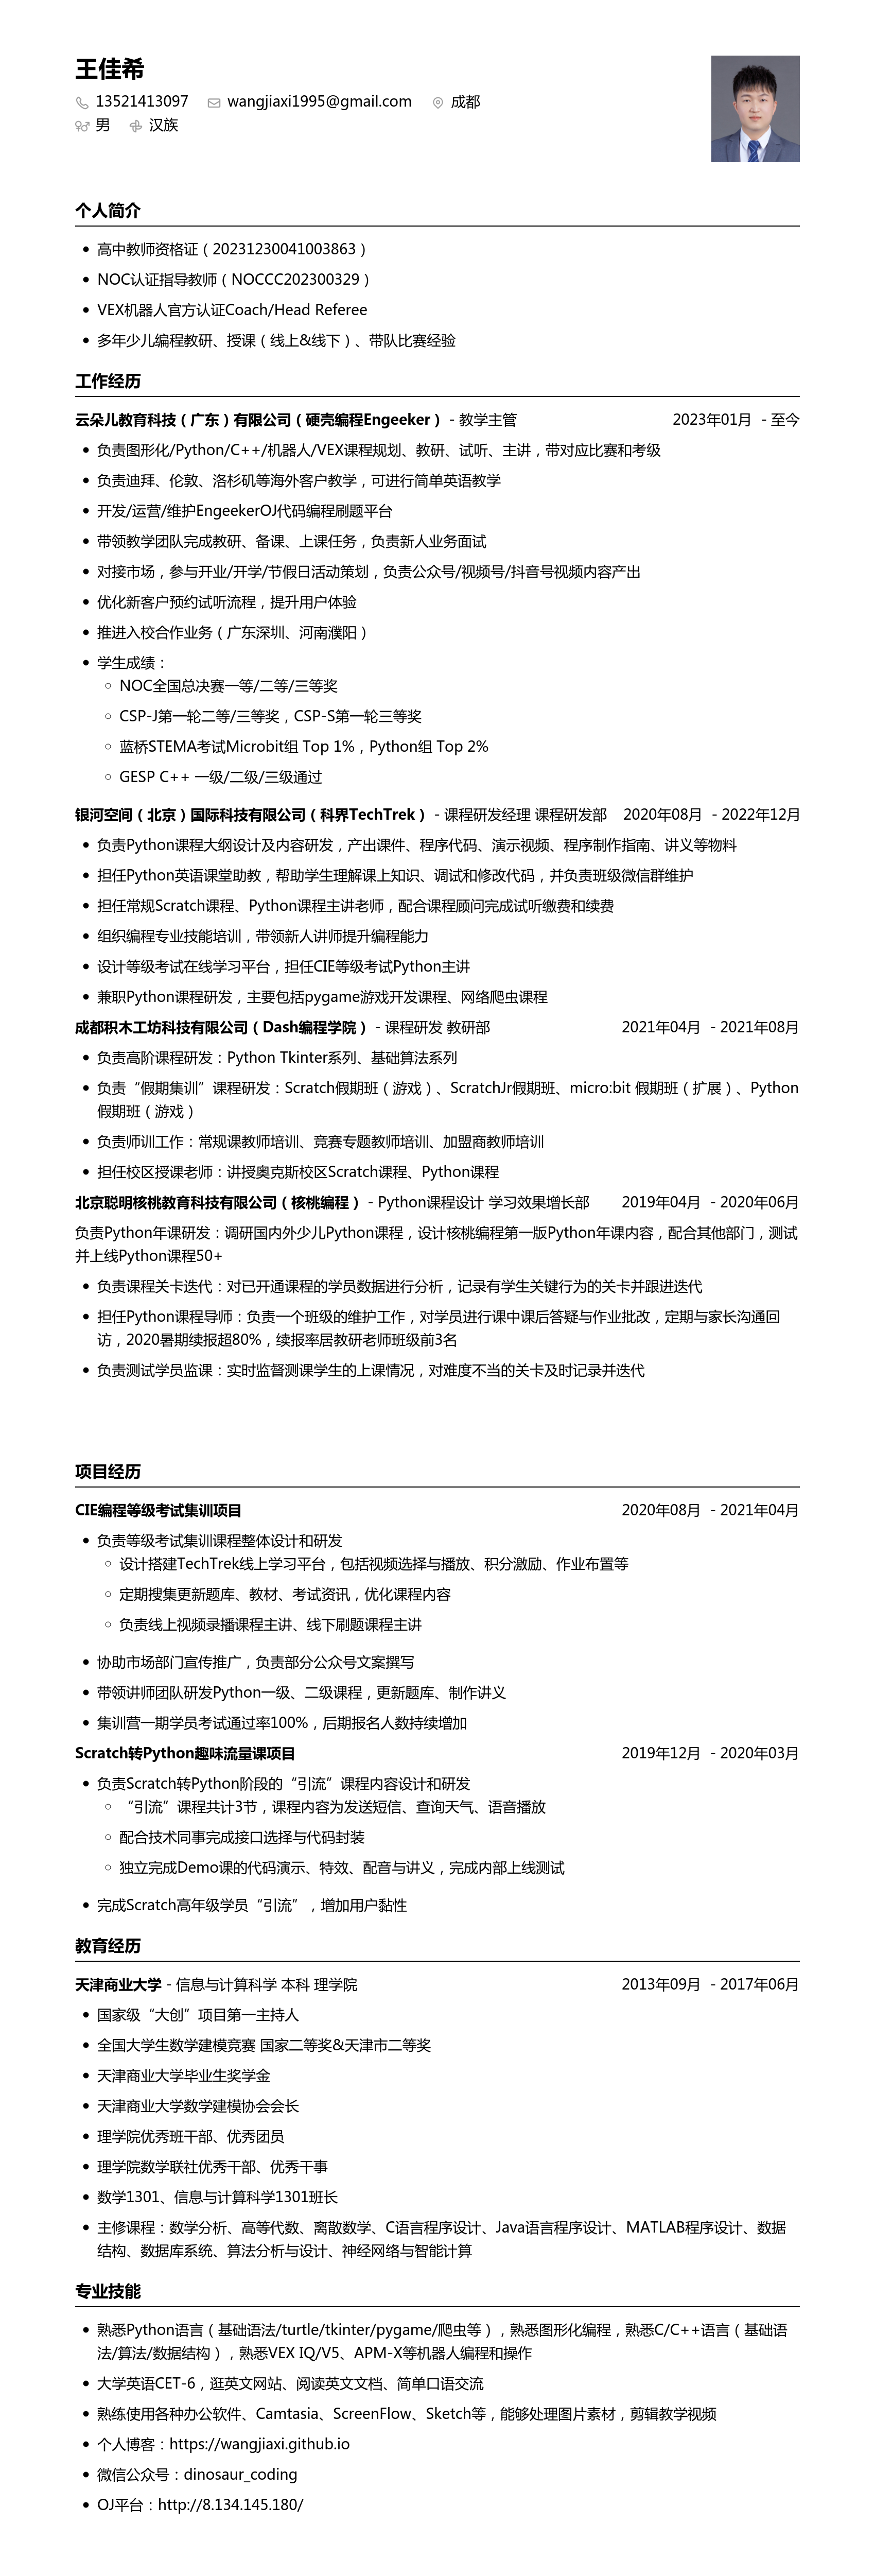 王佳希
13521413097 wangjiaxi1995@gmail.com 成都
男 汉族
个人简介
高中教师资格证（20231230041003863）
NOC认证指导教师（NOCCC202300329）
VEX机器人官方认证Coach/Head Referee
多年少儿编程教研、授课（线上&线下）、带队比赛经验
工作经历
云朵儿教育科技（广东）有限公司（硬壳编程Engeeker） - 教学主管 2023年01月 - 至今
负责图形化/Python/C++/机器人/VEX课程规划、教研、试听、主讲，带对应比赛和考级
负责迪拜、伦敦、洛杉矶等海外客户教学，可进行简单英语教学
开发/运营/维护EngeekerOJ代码编程刷题平台
带领教学团队完成教研、备课、上课任务，负责新人业务面试
对接市场，参与开业/开学/节假日活动策划，负责公众号/视频号/抖音号视频内容产出
优化新客户预约试听流程，提升用户体验
推进入校合作业务（广东深圳、河南濮阳）
学生成绩：
NOC全国总决赛一等/二等/三等奖
CSP-J第一轮二等/三等奖，CSP-S第一轮三等奖
蓝桥STEMA考试Microbit组 Top 1%，Python组 Top 2%
GESP C++ 一级/二级/三级通过
银河空间（北京）国际科技有限公司（科界TechTrek） - 课程研发经理 课程研发部 2020年08月 - 2022年12月
负责Python课程大纲设计及内容研发，产出课件、程序代码、演示视频、程序制作指南、讲义等物料
担任Python英语课堂助教，帮助学生理解课上知识、调试和修改代码，并负责班级微信群维护
担任常规Scratch课程、Python课程主讲老师，配合课程顾问完成试听缴费和续费
组织编程专业技能培训，带领新人讲师提升编程能力
设计等级考试在线学习平台，担任CIE等级考试Python主讲
兼职Python课程研发，主要包括pygame游戏开发课程、网络爬虫课程
成都积木工坊科技有限公司（Dash编程学院） - 课程研发 教研部 2021年04月 - 2021年08月
负责高阶课程研发：Python Tkinter系列、基础算法系列
负责“假期集训”课程研发：Scratch假期班（游戏）、ScratchJr假期班、micro:bit 假期班（扩展）、Python
假期班（游戏）
负责师训工作：常规课教师培训、竞赛专题教师培训、加盟商教师培训
担任校区授课老师：讲授奥克斯校区Scratch课程、Python课程
北京聪明核桃教育科技有限公司（核桃编程） - Python课程设计 学习效果增长部 2019年04月 - 2020年06月
负责Python年课研发：调研国内外少儿Python课程，设计核桃编程第一版Python年课内容，配合其他部门，测试
并上线Python课程50+
负责课程关卡迭代：对已开通课程的学员数据进行分析，记录有学生关键行为的关卡并跟进迭代
担任Python课程导师：负责一个班级的维护工作，对学员进行课中课后答疑与作业批改，定期与家长沟通回
访，2020暑期续报超80%，续报率居教研老师班级前3名
负责测试学员监课：实时监督测课学生的上课情况，对难度不当的关卡及时记录并迭代
项目经历
CIE编程等级考试集训项目 2020年08月 - 2021年04月
负责等级考试集训课程整体设计和研发
设计搭建TechTrek线上学习平台，包括视频选择与播放、积分激励、作业布置等
定期搜集更新题库、教材、考试资讯，优化课程内容
负责线上视频录播课程主讲、线下刷题课程主讲
协助市场部门宣传推广，负责部分公众号文案撰写
带领讲师团队研发Python一级、二级课程，更新题库、制作讲义
集训营一期学员考试通过率100%，后期报名人数持续增加
Scratch转Python趣味流量课项目 2019年12月 - 2020年03月
负责Scratch转Python阶段的“引流”课程内容设计和研发
“引流”课程共计3节，课程内容为发送短信、查询天气、语音播放
配合技术同事完成接口选择与代码封装
独立完成Demo课的代码演示、特效、配音与讲义，完成内部上线测试
完成Scratch高年级学员“引流”，增加用户黏性
教育经历
天津商业大学 - 信息与计算科学 本科 理学院 2013年09月 - 2017年06月
国家级“大创”项目第一主持人
全国大学生数学建模竞赛 国家二等奖&天津市二等奖
天津商业大学毕业生奖学金
天津商业大学数学建模协会会长
理学院优秀班干部、优秀团员
理学院数学联社优秀干部、优秀干事
数学1301、信息与计算科学1301班长
主修课程：数学分析、高等代数、离散数学、C语言程序设计、Java语言程序设计、MATLAB程序设计、数据
结构、数据库系统、算法分析与设计、神经网络与智能计算
专业技能
熟悉Python语言（基础语法/turtle/tkinter/pygame/爬虫等），熟悉图形化编程，熟悉C/C++语言（基础语
法/算法/数据结构），熟悉VEX IQ/V5、APM-X等机器人编程和操作
大学英语CET-6，逛英文网站、阅读英文文档、简单口语交流
熟练使用各种办公软件、Camtasia、ScreenFlow、Sketch等，能够处理图片素材，剪辑教学视频
个人博客：https://wangjiaxi.github.io
微信公众号：dinosaur_coding
OJ平台：http://8.134.145.180/